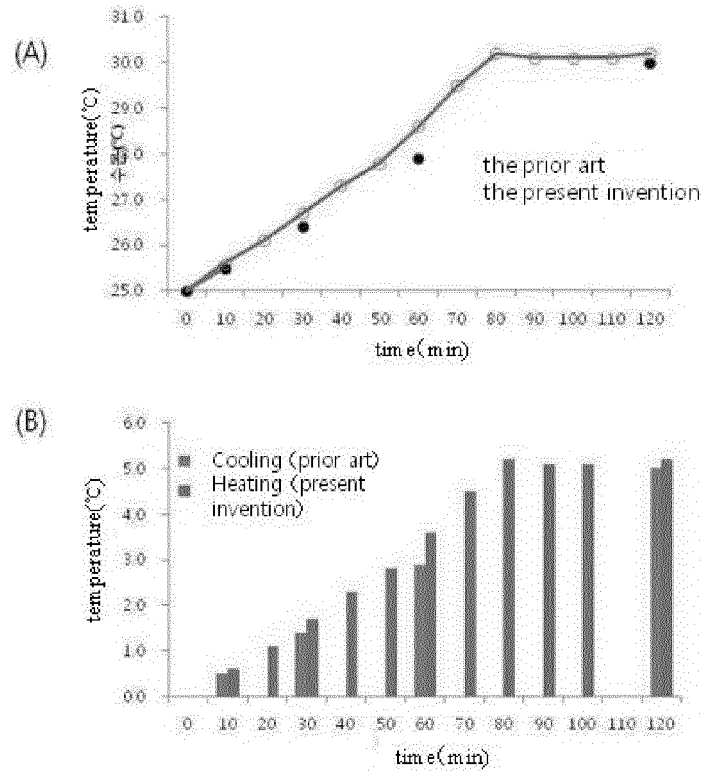 (A)
31.0
30.0
29.0
28.0
27.0
26.0
25.0
temperature(℃)
the prior art
the present invention
0 10 20 30 40 50 60 70 80 90 100 110 120
time(min)
(B)
6.0
5.0
4.0
3.0
2.0
1.0
0.0
temperature(℃)
Cooling (prior art)
Heating (present
invention)
0 10 20 30 40 50 60 70 80 90 100 110 120
time(min)